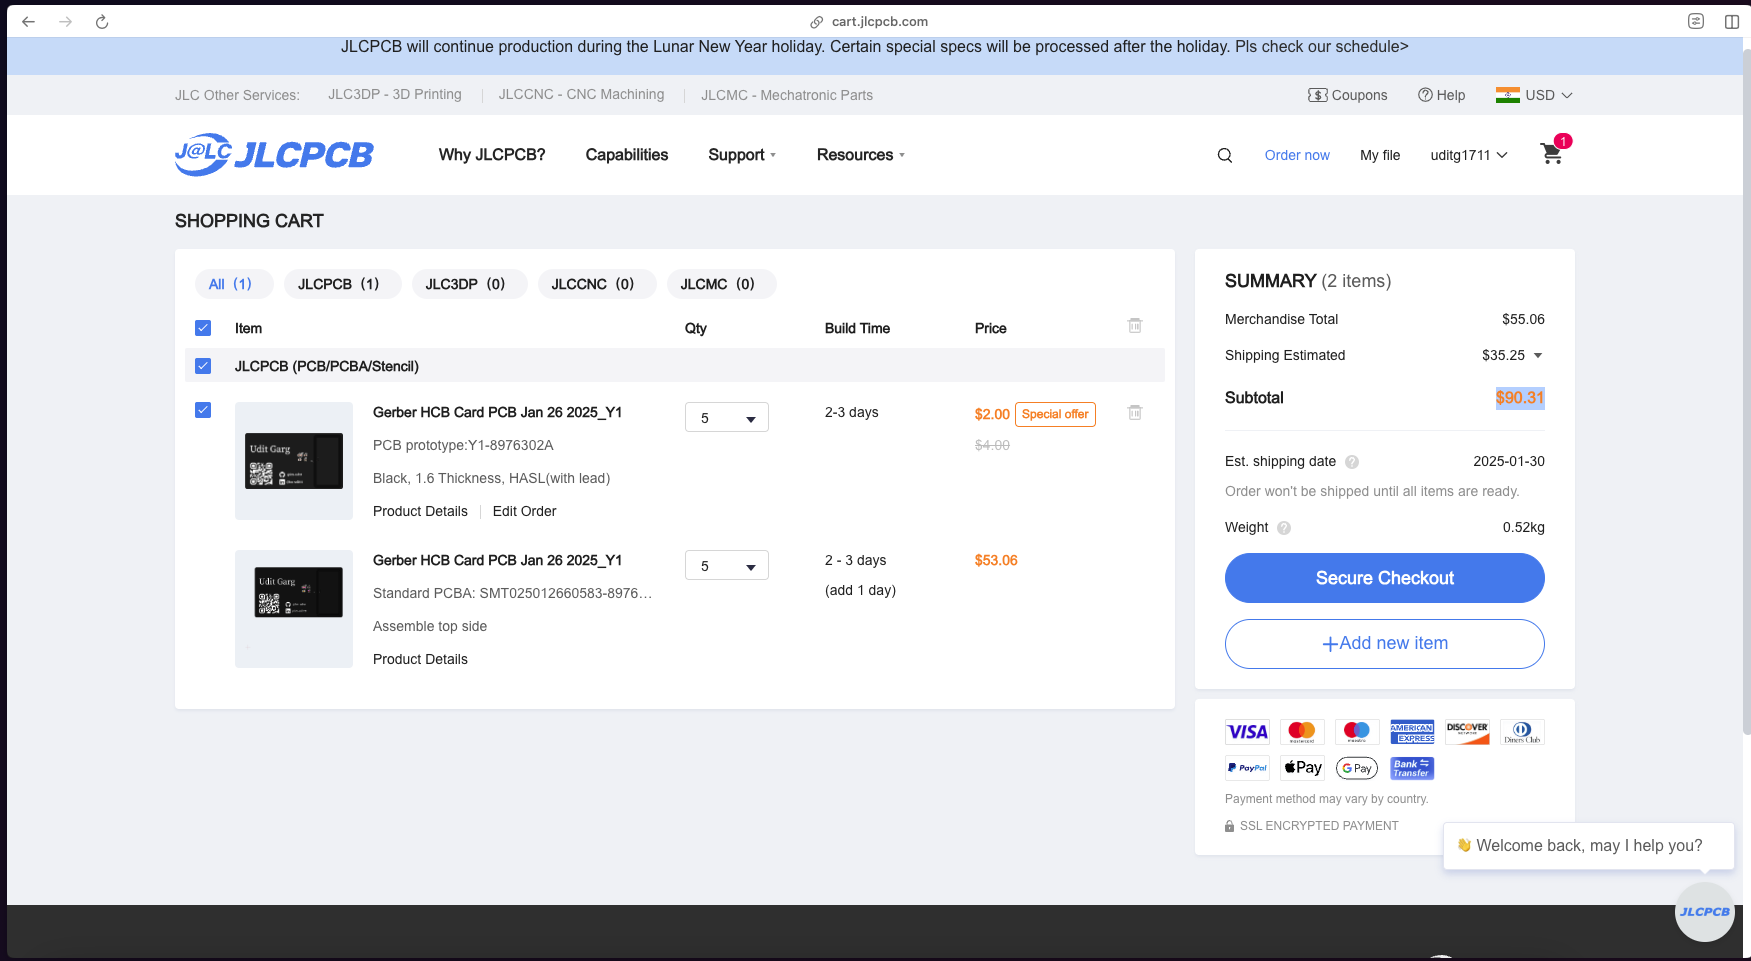 cart.jlcpcb.com
JLCPCB will continue production during the Lunar New Year holiday. Certain special specs will be processed after the holiday. Pls check our schedule>
JLC Other Services: JLC3DP - 3D Printing JLCCNC - CNC Machining JLCMC - Mechatronic Parts Coupons Help USD
J@LC JLCPCB Why JLCPCB? Capabilities Support Resources Order now My file uditg1711 1
SHOPPING CART
All (1) JLCPCB (1) JLC3DP (0) JLCCNC (0) JLCMC (0)
Item Qty Build Time Price
JLCPCB (PCB/PCBA/Stencil)
Udit Garg
Gerber HCB Card PCB Jan 26 2025_Y1 5 2-3 days $2.00 Special offer
PCB prototype:Y1-8976302A $4.00
Black, 1.6 Thickness, HASL(with lead)
Product Details Edit Order
Udit Garg
Gerber HCB Card PCB Jan 26 2025_Y1 5 2 - 3 days $53.06
Standard PCBA: SMT025012660583-8976... (add 1 day)
Assemble top side
Product Details
SUMMARY (2 items)
Merchandise Total $55.06
Shipping Estimated $35.25
Subtotal $90.31
Est. shipping date ? 2025-01-30
Order won't be shipped until all items are ready.
Weight ? 0.52kg
Secure Checkout
+Add new item
VISA mastercard maestro AMERICAN EXPRESS DISCOVER NETWORK Diners Club
PayPal Pay G Pay Bank Transfer
Payment method may vary by country.
SSL ENCRYPTED PAYMENT
👋 Welcome back, may I help you?
JLCPCB